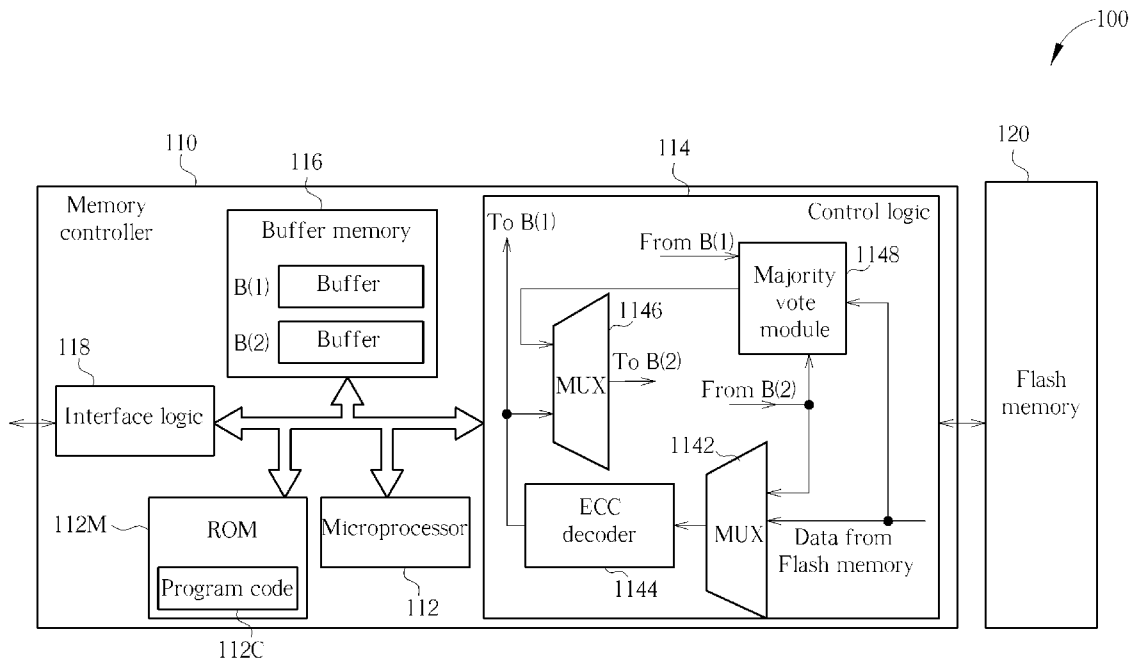 100
110
116
114
120
Memory
controller
Buffer memory
B(1)
Buffer
B(2)
Buffer
118
Interface logic
112M
ROM
Program code
112C
Microprocessor
112
To B(1)
Control logic
From B(1)
1148
Majority
vote
module
1146
MUX
To B(2)
From B(2)
1142
MUX
ECC
decoder
1144
Data from
Flash memory
Flash
memory